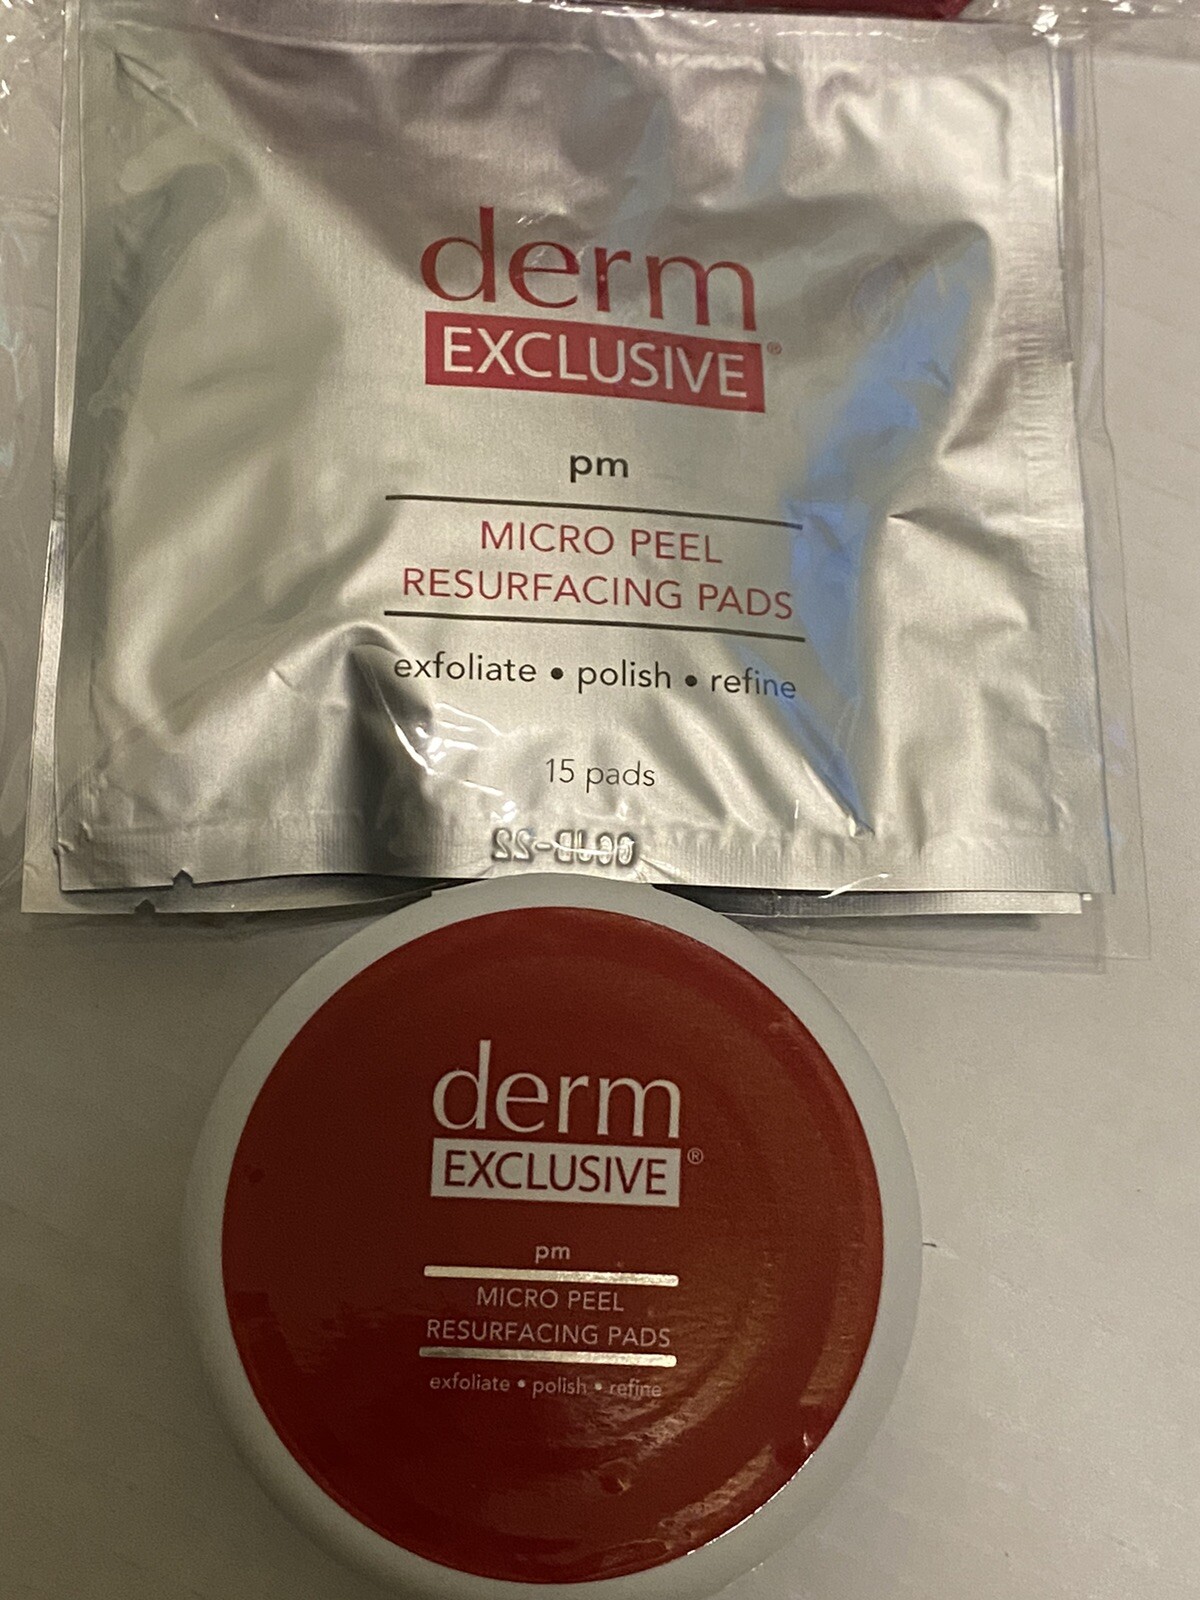 derm
EXCLUSIVE®
pm
MICRO PEEL
RESURFACING PADS
exfoliate • polish • refine
15 pads
derm
EXCLUSIVE®
pm
MICRO PEEL
RESURFACING PADS
exfoliate • polish • refine